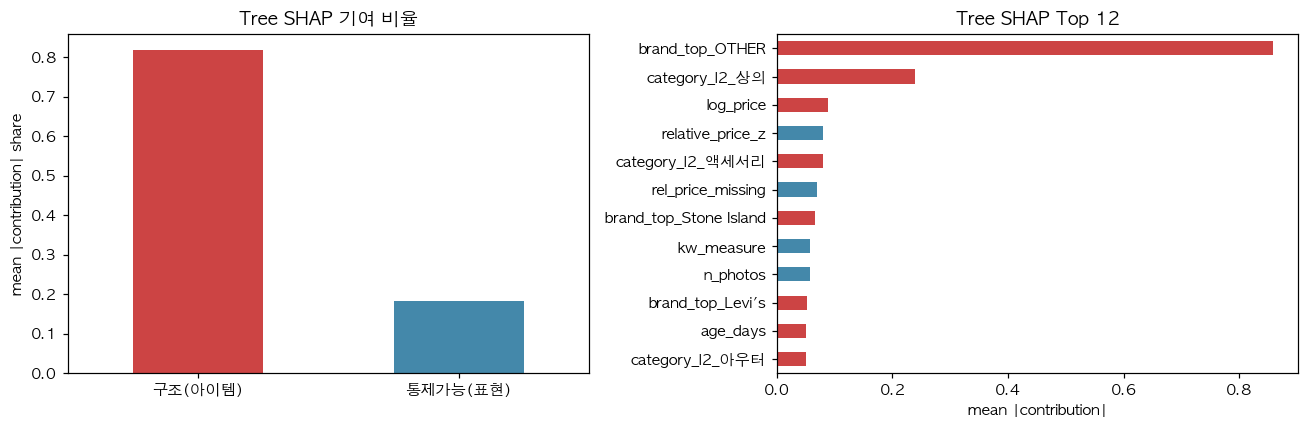 Tree SHAP 기여 비율
mean |contribution| share
0.8
0.7
0.6
0.5
0.4
0.3
0.2
0.1
0.0
구조(아이템)
통제가능(표현)
Tree SHAP Top 12
brand_top_OTHER
category_l2_상의
log_price
relative_price_z
category_l2_액세서리
rel_price_missing
brand_top_Stone Island
kw_measure
n_photos
brand_top_Levi's
age_days
category_l2_아우터
0.0 0.2 0.4 0.6 0.8
mean |contribution|